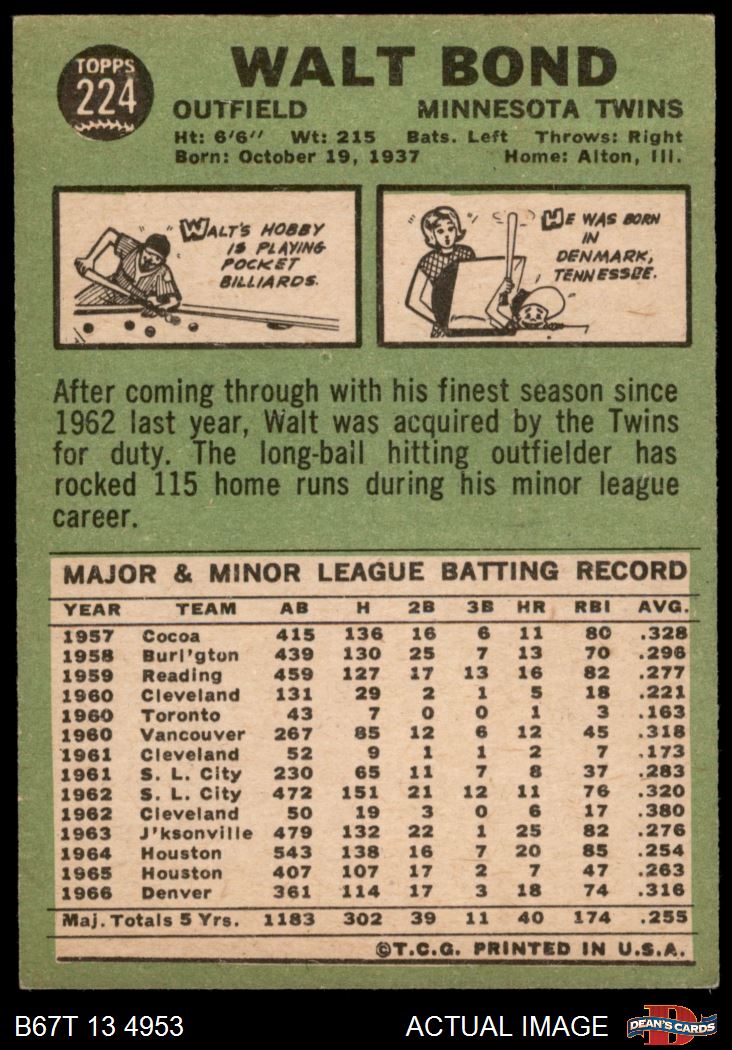 TOPPS
224
WALT BOND
OUTFIELD MINNESOTA TWINS
Ht: 6'6" Wt: 215 Bats. Left Throws: Right
Born: October 19, 1937 Home: Alton, Ill.
WALT'S HOBBY
IS PLAYING
POCKET
BILLIARDS.
HE WAS BORN
IN
DENMARK,
TENNESSEE.
After coming through with his finest season since
1962 last year, Walt was acquired by the Twins
for duty. The long-ball hitting outfielder has
rocked 115 home runs during his minor league
career.
MAJOR & MINOR LEAGUE BATTING RECORD
YEAR TEAM AB H 2B 3B HR RBI AVG.
1957 Cocoa 415 136 16 6 11 80 .328
1958 Burl'gton 439 130 25 7 13 70 .296
1959 Reading 459 127 17 13 16 82 .277
1960 Cleveland 131 29 2 1 5 18 .221
1960 Toronto 43 7 0 0 1 3 .163
1960 Vancouver 267 85 12 6 12 45 .318
1961 Cleveland 52 9 1 1 2 7 .173
1961 S. L. City 230 65 11 7 8 37 .283
1962 S. L. City 472 151 21 12 11 76 .320
1962 Cleveland 50 19 3 0 6 17 .380
1963 J'ksonville 479 132 22 1 25 82 .276
1964 Houston 543 138 16 7 20 85 .254
1965 Houston 407 107 17 2 7 47 .263
1966 Denver 361 114 17 3 18 74 .316
Maj. Totals 5 Yrs. 1183 302 39 11 40 174 .255
©T.C.G. PRINTED IN U.S.A.
B67T 13 4953 ACTUAL IMAGE
DEAN'S CARDS